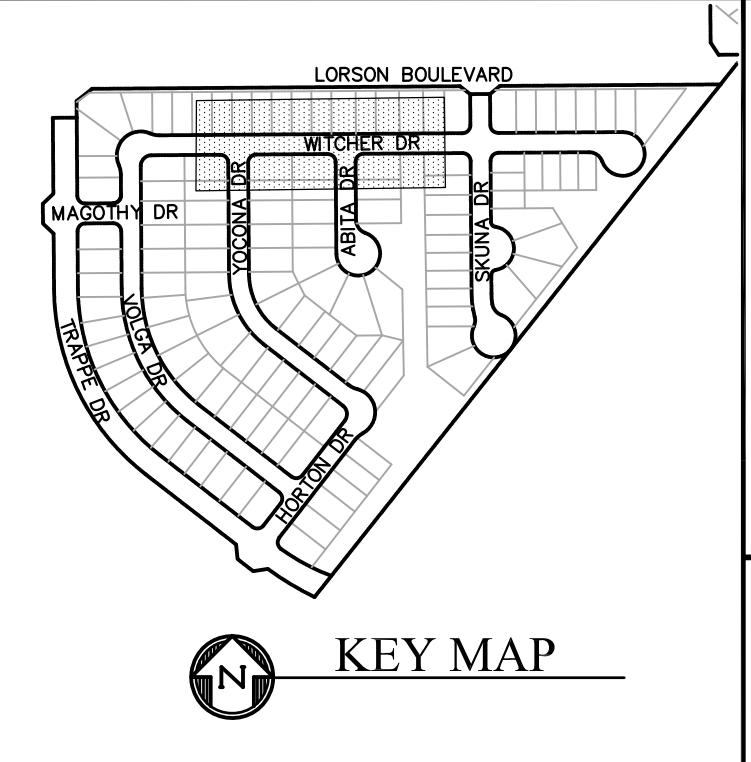 LORSON BOULEVARD
WITCHER DR
MAGOTHY DR
YOCONA DR
ABITA DR
SKUNA DR
VOLGA DR
TRAPPE DR
HORTON DR
KEY MAP
N